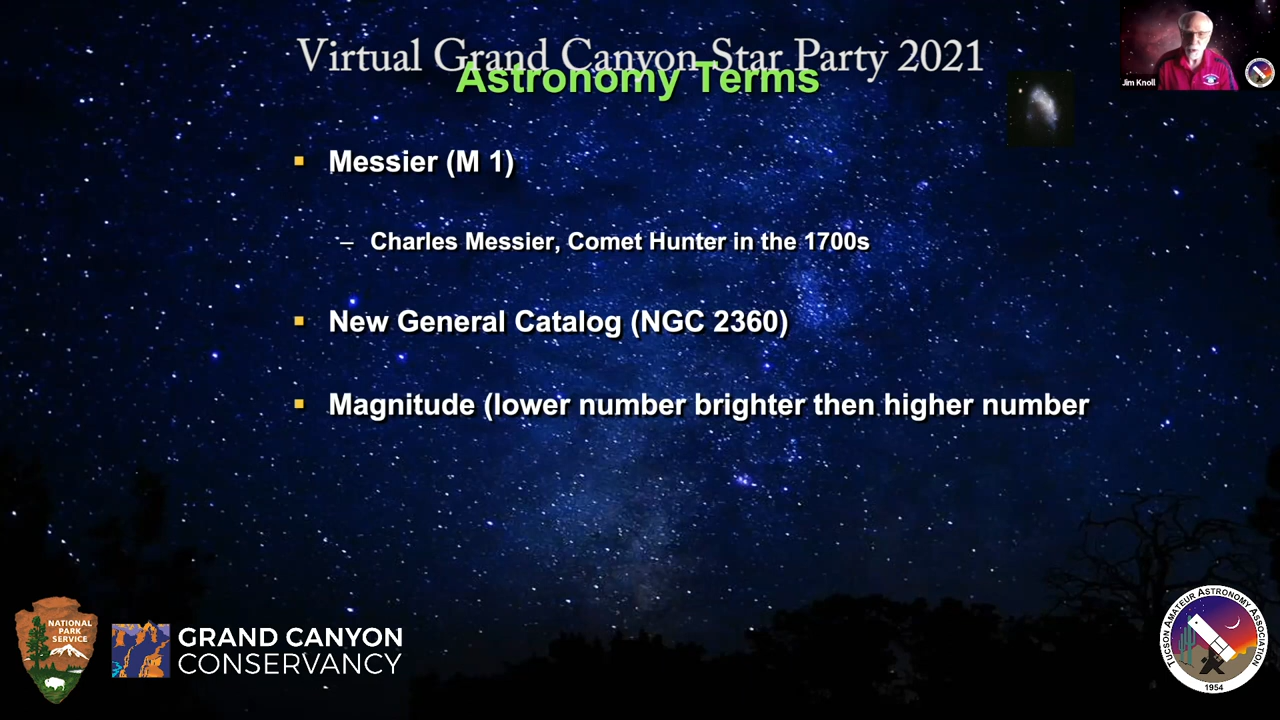 Virtual Grand Canyon Star Party 2021
Astronomy Terms
Jim Knoll
Messier (M 1)
– Charles Messier, Comet Hunter in the 1700s
New General Catalog (NGC 2360)
Magnitude (lower number brighter then higher number
NATIONAL
PARK
SERVICE
GRAND CANYON
CONSERVANCY
TUCSON AMATEUR ASTRONOMY ASSOCIATION
1954